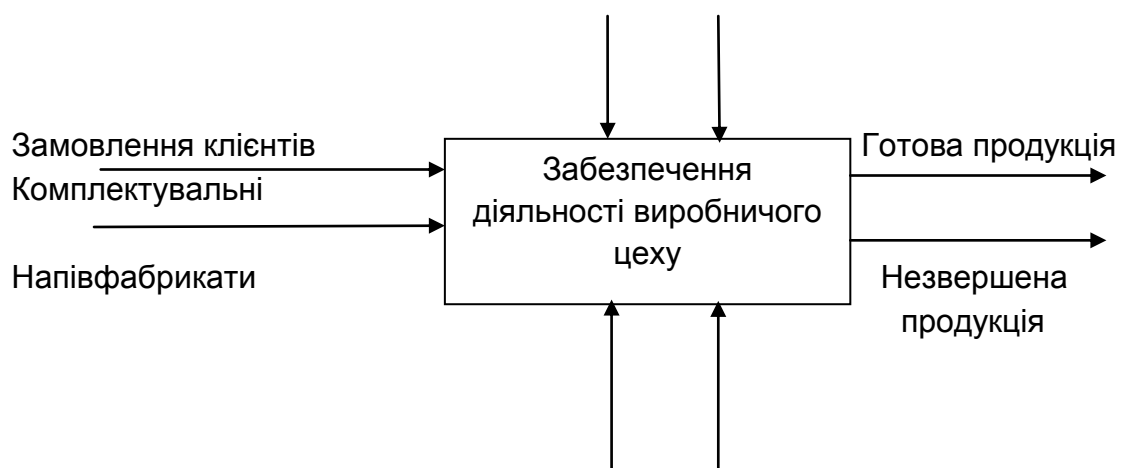 Замовлення клієнтів
Комплектувальні
Напівфабрикати
Забезпечення
діяльності виробничого
цеху
Готова продукція
Незвершена
продукція